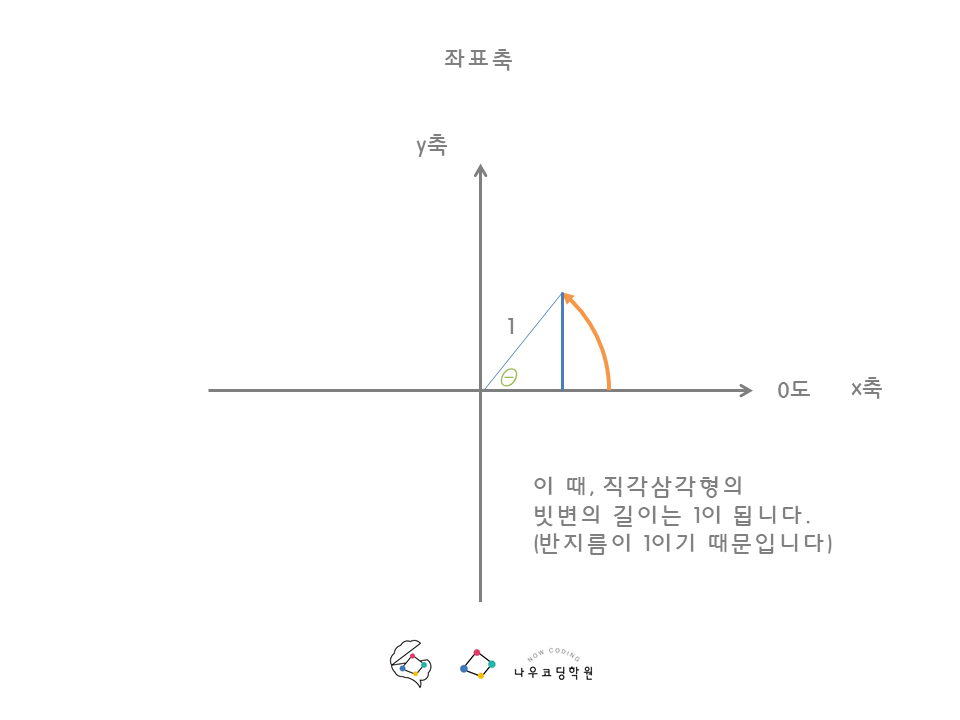 좌표축
y축
1
θ
0도
x축
이 때, 직각삼각형의
빗변의 길이는 1이 됩니다.
(반지름이 1이기 때문입니다)
NOW CODING
나우코딩학원